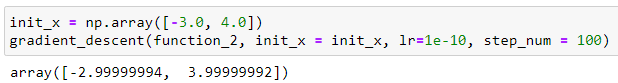 init_x = np.array([-3.0, 4.0])
gradient_descent(function_2, init_x = init_x, lr=1e-10, step_num = 100)
array([-2.99999994,  3.99999992])